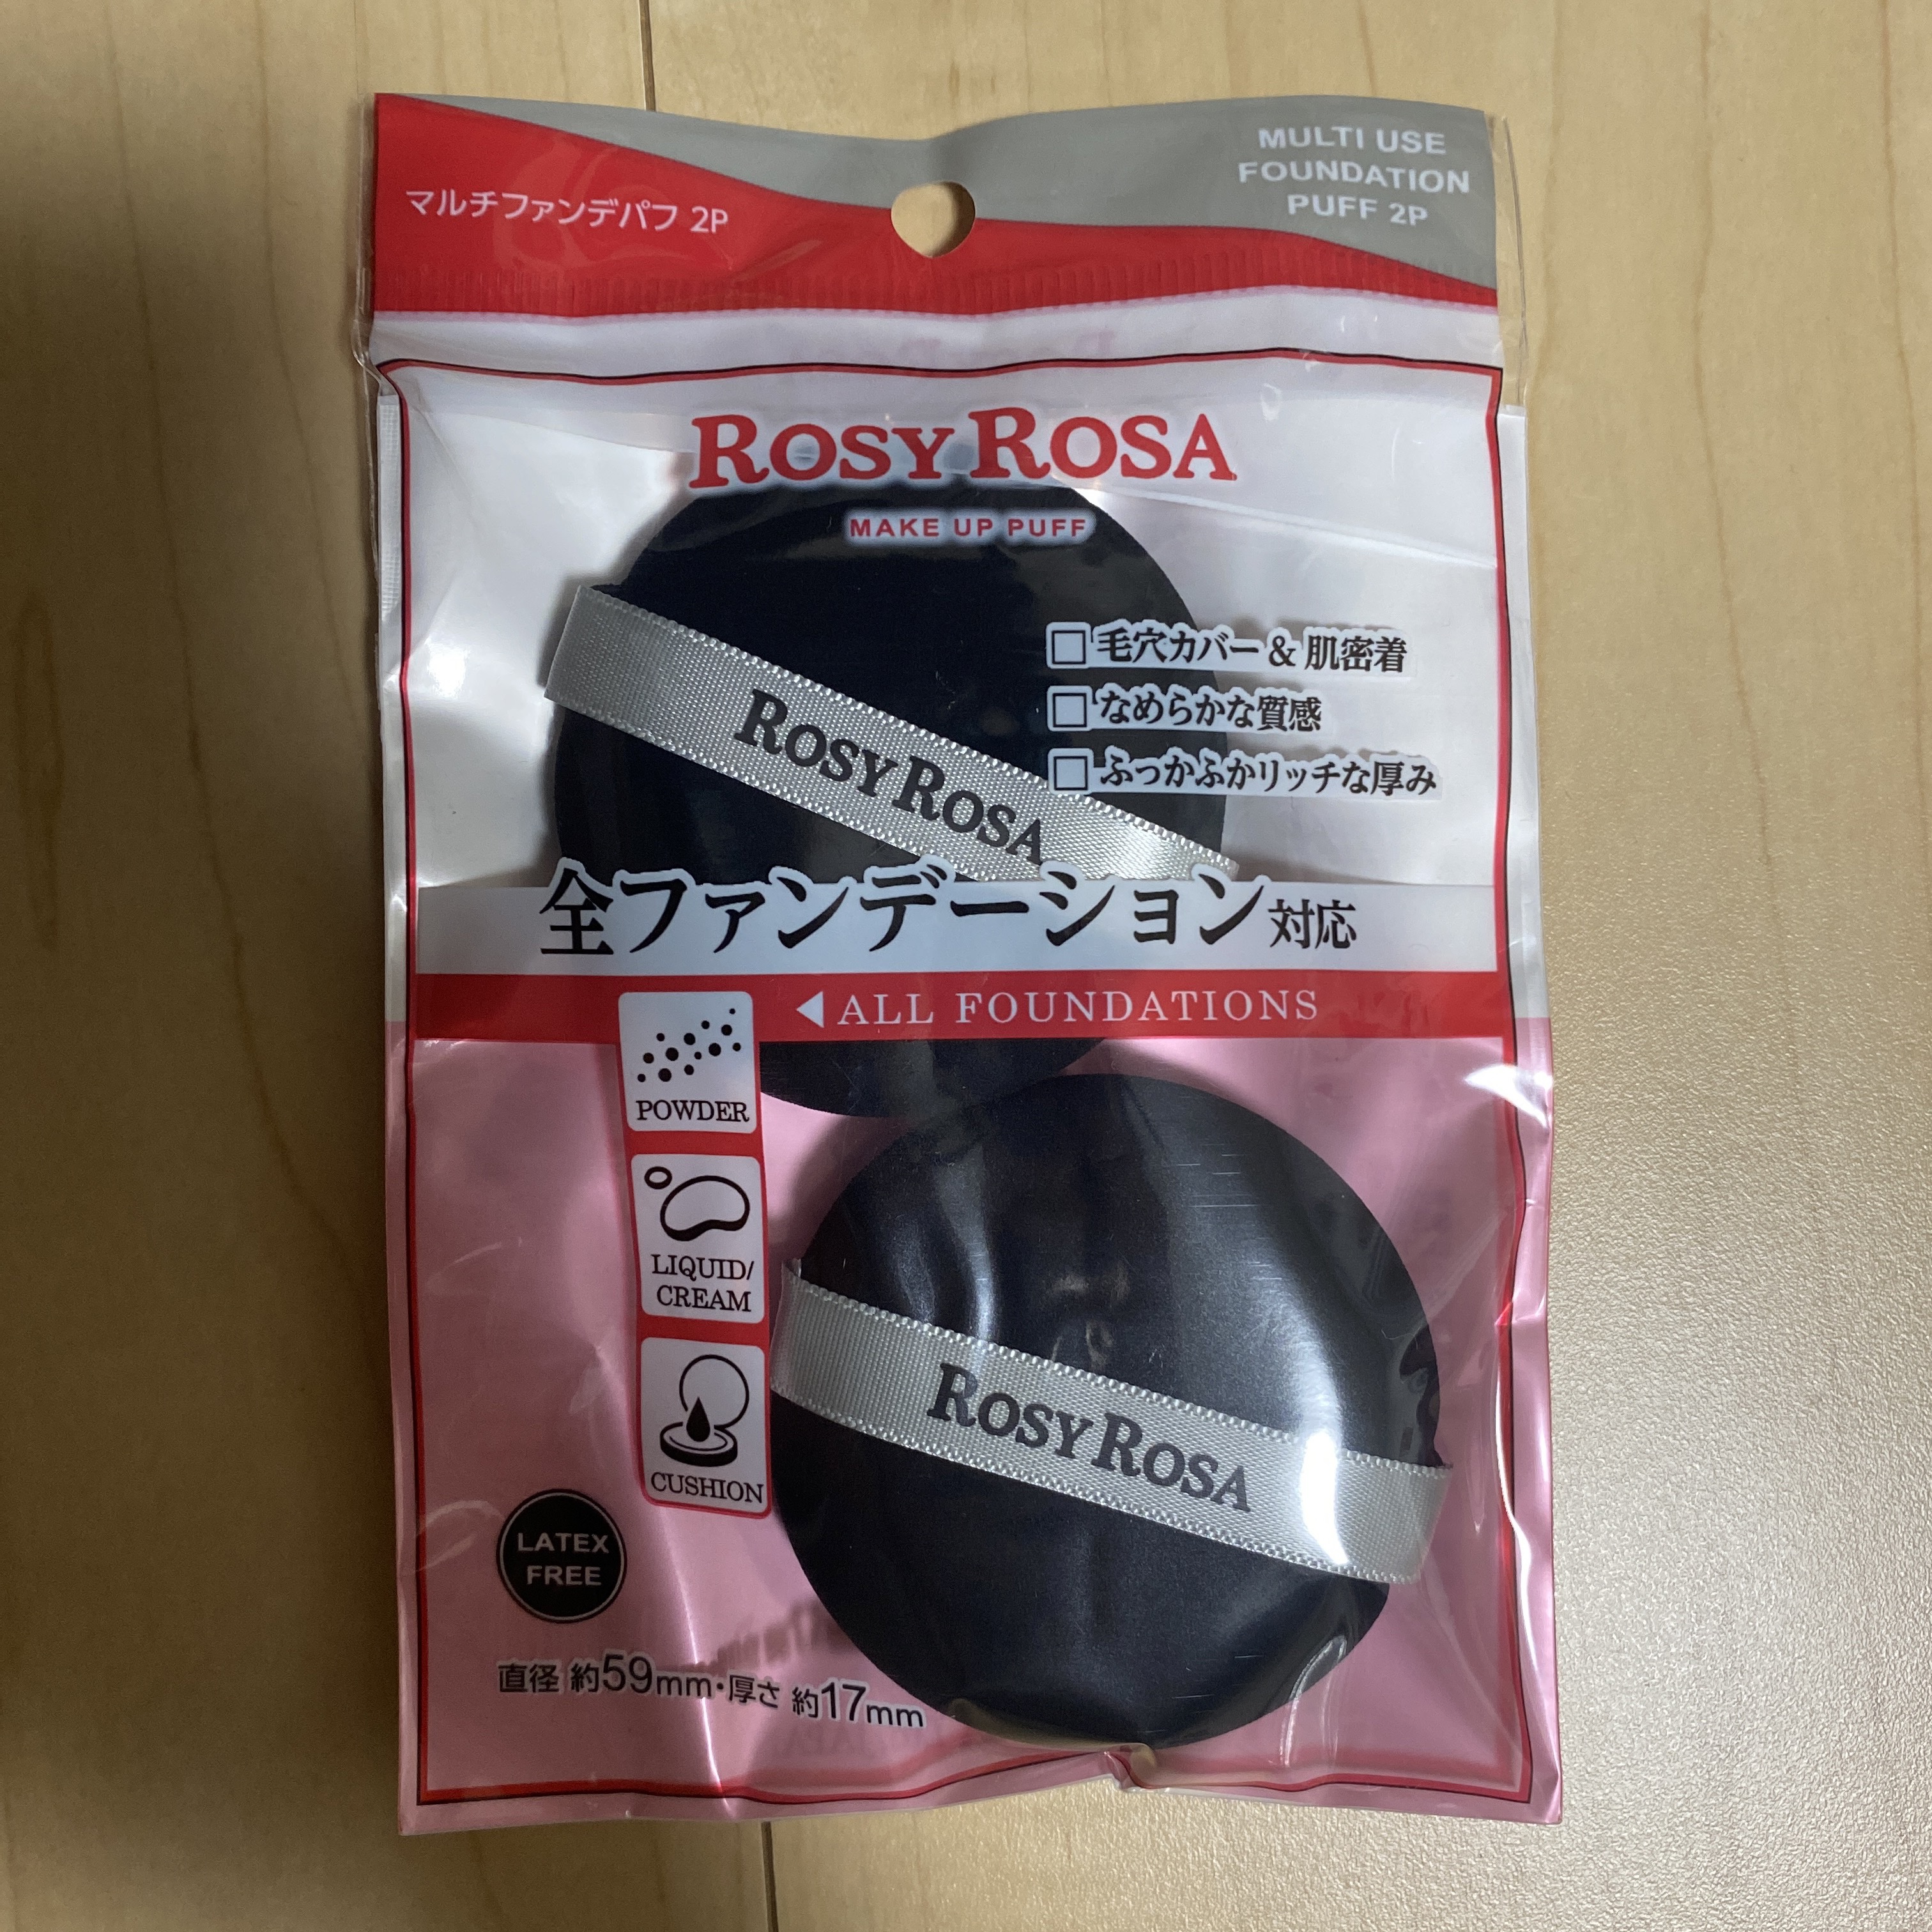 マルチファンデパフ 2P
MULTI USE
FOUNDATION
PUFF 2P
ROSY ROSA
MAKE UP PUFF
□ 毛穴カバー & 肌密着
□ なめらかな質感
□ ふっかふかリッチな厚み
ROSY ROSA
全ファンデーション対応
◀ ALL FOUNDATIONS
POWDER
LIQUID/
CREAM
CUSHION
ROSY ROSA
LATEX
FREE
直径 約59mm・厚さ 約17mm